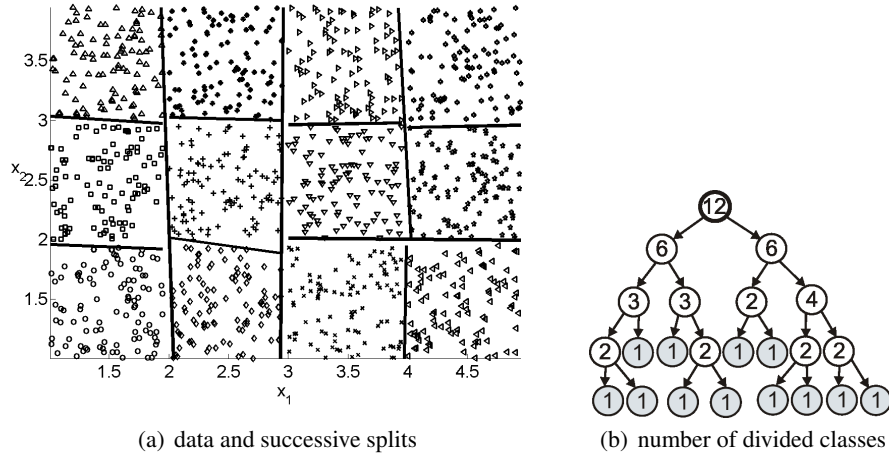 3.5
3
x2
2.5
2
1.5
1.5 2 2.5 3 3.5 4 4.5
x1
12
6 6
3 3 2 4
2 1 1 2 1 1 2 2
1 1 1 1 1 1 1 1
(a) data and successive splits
(b) number of divided classes